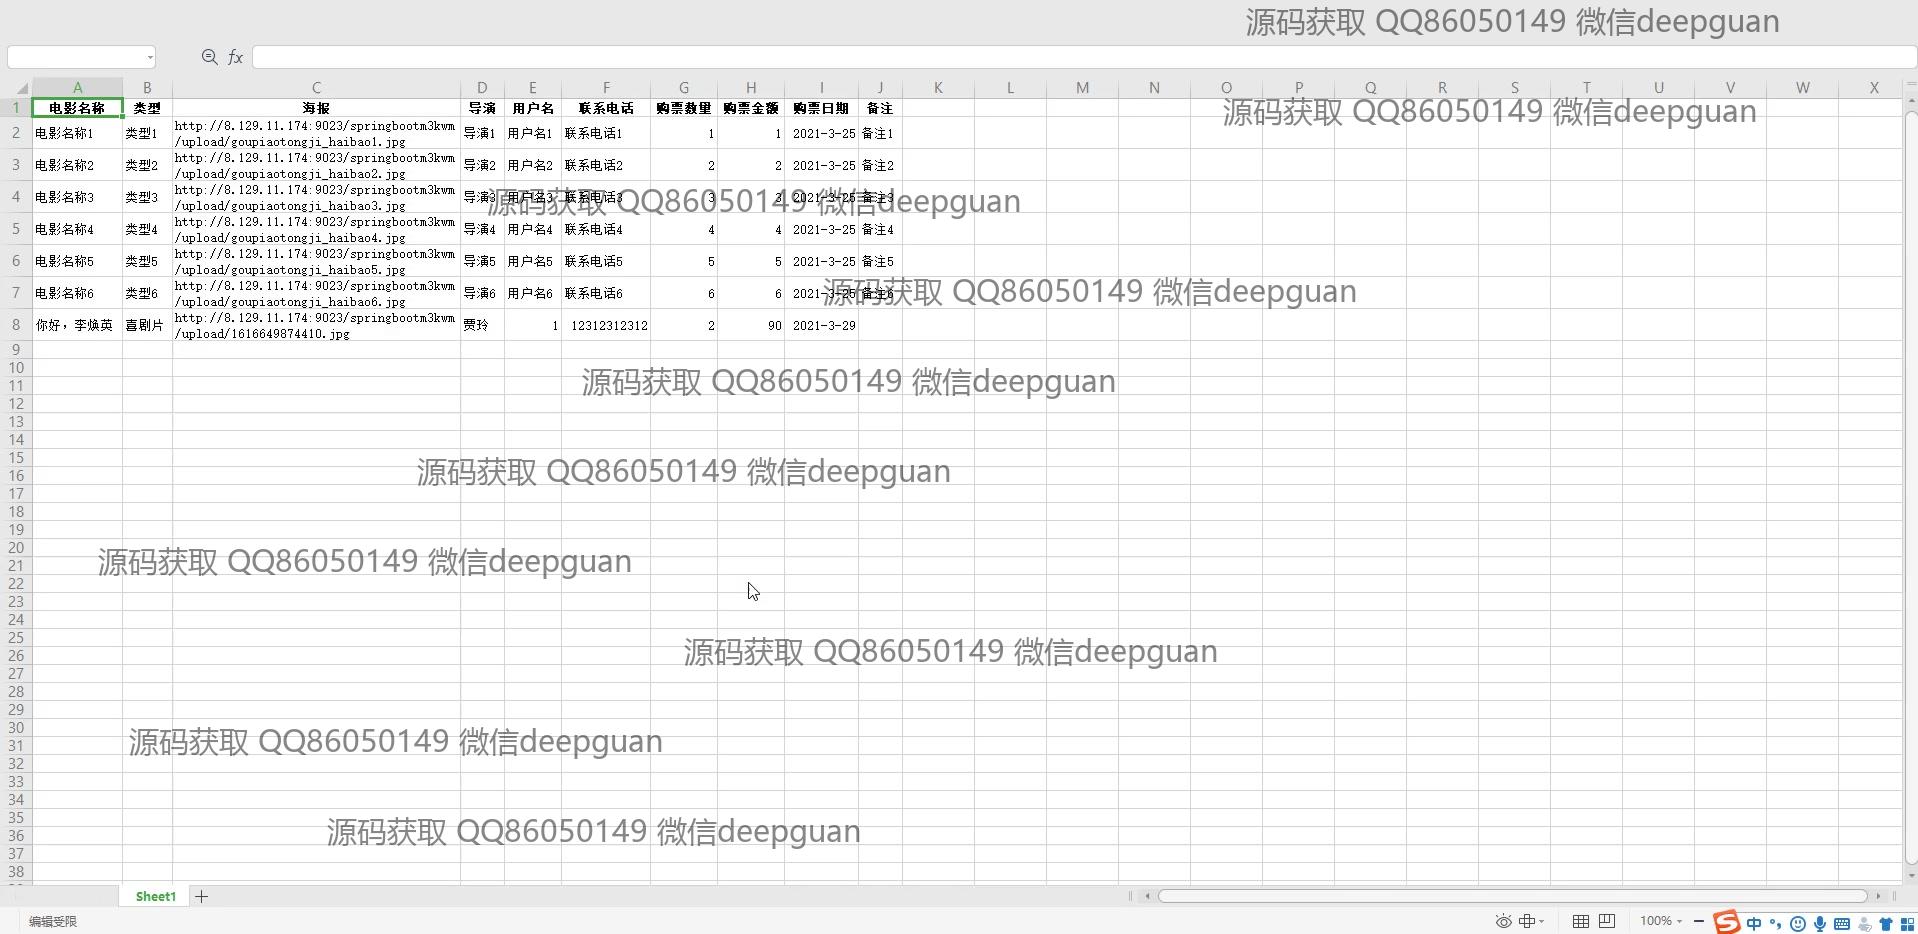 源码获取 QQ86050149 微信deepguan
fx
A B C D E F G H I J K L M N O P Q R S T U V W X
1 电影名称 类型 海报 导演 用户名 联系电话 购票数量 购票金额 购票日期 备注
源码获取 QQ86050149 微信deepguan
2 电影名称1 类型1 http://8.129.11.174:9023/springbootm3kwm/upload/goupiaotongji_haibao1.jpg 导演1 用户名1 联系电话1 1 1 2021-3-25 备注1
3 电影名称2 类型2 http://8.129.11.174:9023/springbootm3kwm/upload/goupiaotongji_haibao2.jpg 导演2 用户名2 联系电话2 2 2 2021-3-25 备注2
4 电影名称3 类型3 http://8.129.11.174:9023/springbootm3kwm/upload/goupiaotongji_haibao3.jpg 导演3 用户名3 联系电话3 3 3 2021-3-25 备注3
源码获取 QQ86050149 微信deepguan
5 电影名称4 类型4 http://8.129.11.174:9023/springbootm3kwm/upload/goupiaotongji_haibao4.jpg 导演4 用户名4 联系电话4 4 4 2021-3-25 备注4
6 电影名称5 类型5 http://8.129.11.174:9023/springbootm3kwm/upload/goupiaotongji_haibao5.jpg 导演5 用户名5 联系电话5 5 5 2021-3-25 备注5
7 电影名称6 类型6 http://8.129.11.174:9023/springbootm3kwm/upload/goupiaotongji_haibao6.jpg 导演6 用户名6 联系电话6 6 6 2021-3-25 备注6
源码获取 QQ86050149 微信deepguan
8 你好，李焕英 喜剧片 http://8.129.11.174:9023/springbootm3kwm/upload/1616649874410.jpg 贾玲 1 12312312312 2 90 2021-3-29
9
10
源码获取 QQ86050149 微信deepguan
11
12
13
14
15
源码获取 QQ86050149 微信deepguan
16
17
18
19
20
源码获取 QQ86050149 微信deepguan
21
22
23
24
25
源码获取 QQ86050149 微信deepguan
26
27
28
29
30
源码获取 QQ86050149 微信deepguan
31
32
33
34
35
源码获取 QQ86050149 微信deepguan
36
37
38
Sheet1 +
编辑受限 100% S 中